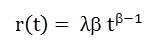 r(t) = λβ t^β−1